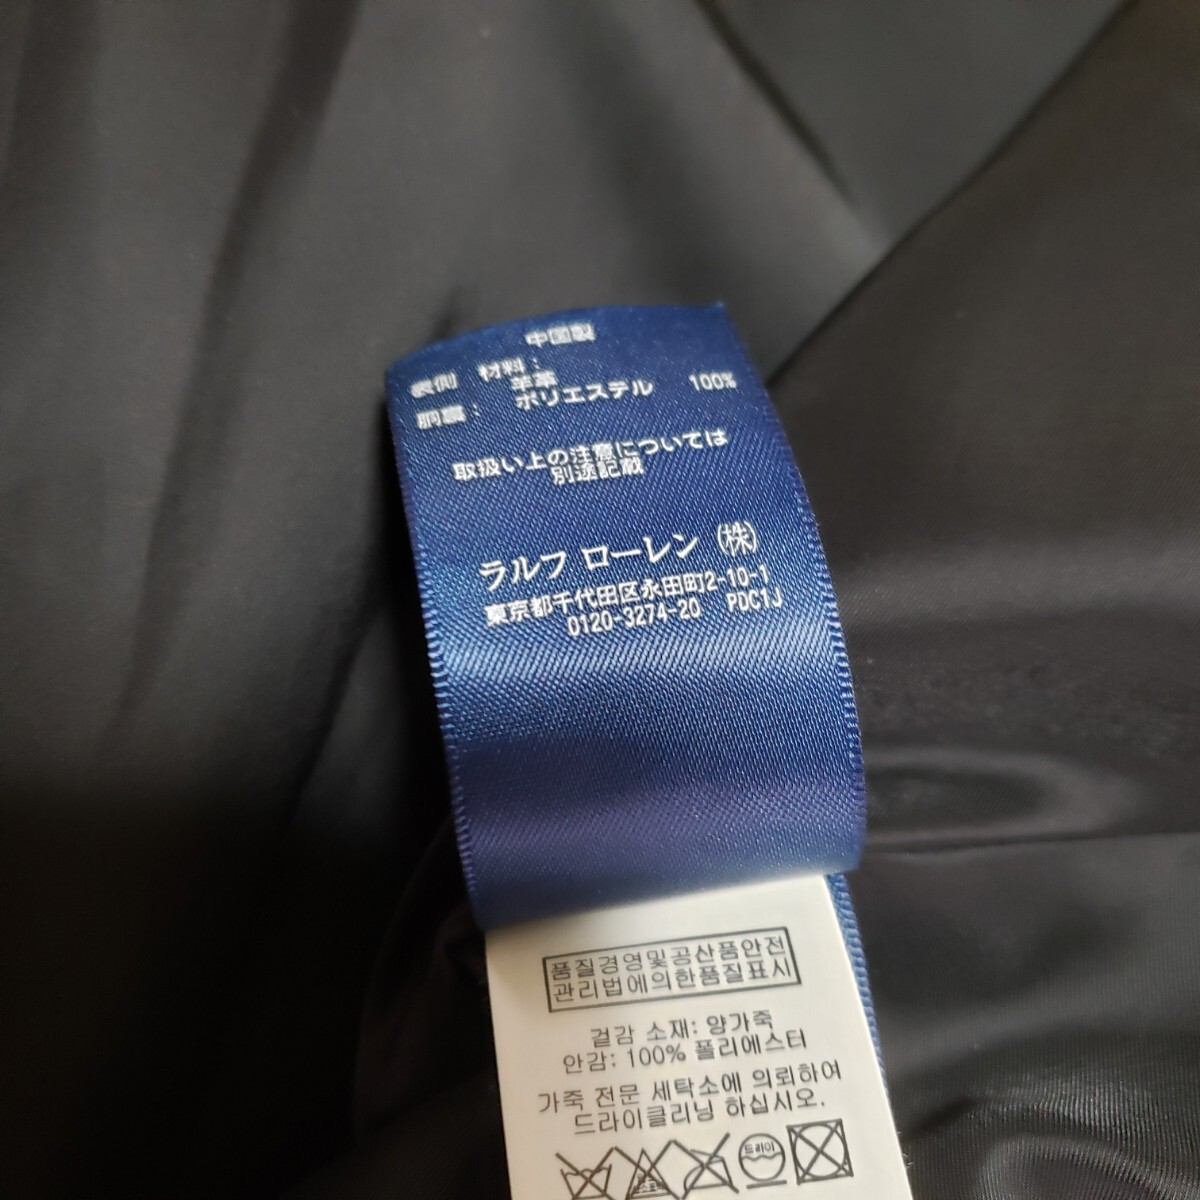 中国製
表側 材料:
羊革
胴裏: ポリエステル 100%
取扱い上の注意については
別途記載
ラルフ ローレン (株)
東京都千代田区永田町2-10-1
0120-3274-20 PDC1J
품질경영및공산품안전
관리법에의한품질표시
겉감 소재: 양가죽
안감: 100% 폴리에스터
가죽 전문 세탁소에 의뢰하여
드라이클리닝 하십시오.
드라이